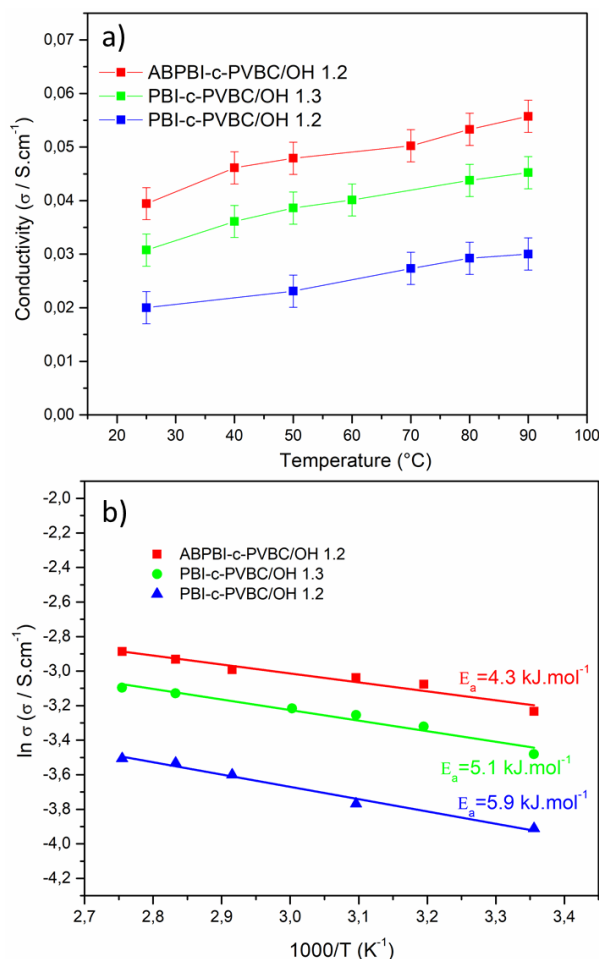 a)
0,07
0,06
0,05
0,04
0,03
0,02
0,01
0,00
Conductivity (σ / S.cm⁻¹)
ABPBI-c-PVBC/OH 1.2
PBI-c-PVBC/OH 1.3
PBI-c-PVBC/OH 1.2
20 30 40 50 60 70 80 90 100
Temperature (°C)
b)
-2,0
-2,2
-2,4
-2,6
-2,8
-3,0
-3,2
-3,4
-3,6
-3,8
-4,0
-4,2
ln σ (σ / S.cm⁻¹)
ABPBI-c-PVBC/OH 1.2
PBI-c-PVBC/OH 1.3
PBI-c-PVBC/OH 1.2
Eₐ=4.3 kJ.mol⁻¹
Eₐ=5.1 kJ.mol⁻¹
Eₐ=5.9 kJ.mol⁻¹
2,7 2,8 2,9 3,0 3,1 3,2 3,3 3,4
1000/T (K⁻¹)